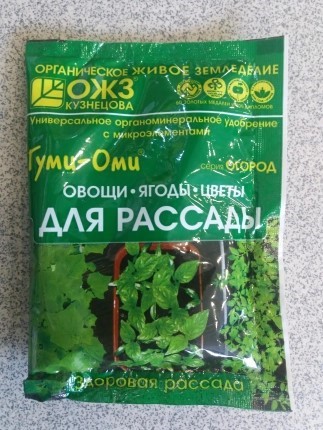 ОРГАНИЧЕСКОЕ ЖИВОЕ ЗЕМЛЕДЕЛИЕ
ОЖЗ
КУЗНЕЦОВА
Универсальное органоминеральное удобрение
с микроэлементами
Гуми-Оми®
серия ОГОРОД
ОВОЩИ • ЯГОДЫ • ЦВЕТЫ
ДЛЯ РАССАДЫ
Здоровая рассада